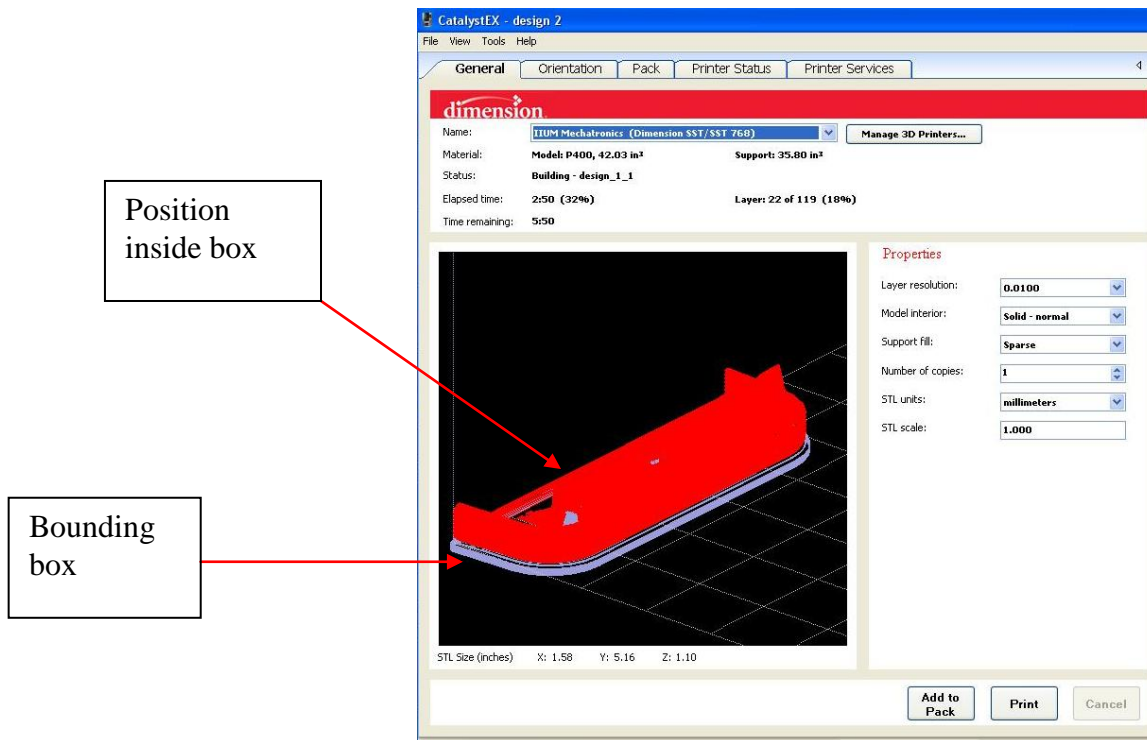 CatalystEX - design 2
File View Tools Help
General Orientation Pack Printer Status Printer Services
dimension
Name: IIUM Mechatronics (Dimension SST/SST 768) Manage 3D Printers...
Material: Model: P400, 42.03 in³ Support: 35.80 in³
Status: Building - design_1_1
Elapsed time: 2:50 (32%) Layer: 22 of 119 (18%)
Time remaining: 5:50
Position
inside box
Bounding
box
Properties
Layer resolution: 0.0100
Model interior: Solid - normal
Support fill: Sparse
Number of copies: 1
STL units: millimeters
STL scale: 1.000
STL Size (inches) X: 1.58 Y: 5.16 Z: 1.10
Add to
Pack
Print
Cancel